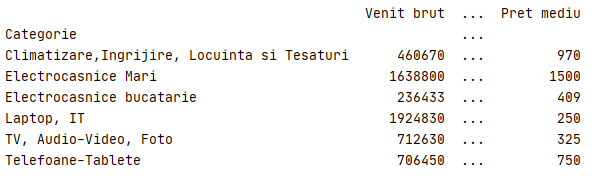 Venit brut ... Pret mediu
Categorie ...
Climatizare,Ingrijire, Locuinta si Tesaturi 460670 ... 970
Electrocasnice Mari 1638800 ... 1500
Electrocasnice bucatarie 236433 ... 409
Laptop, IT 1924830 ... 250
TV, Audio-Video, Foto 712630 ... 325
Telefoane-Tablete 706450 ... 750